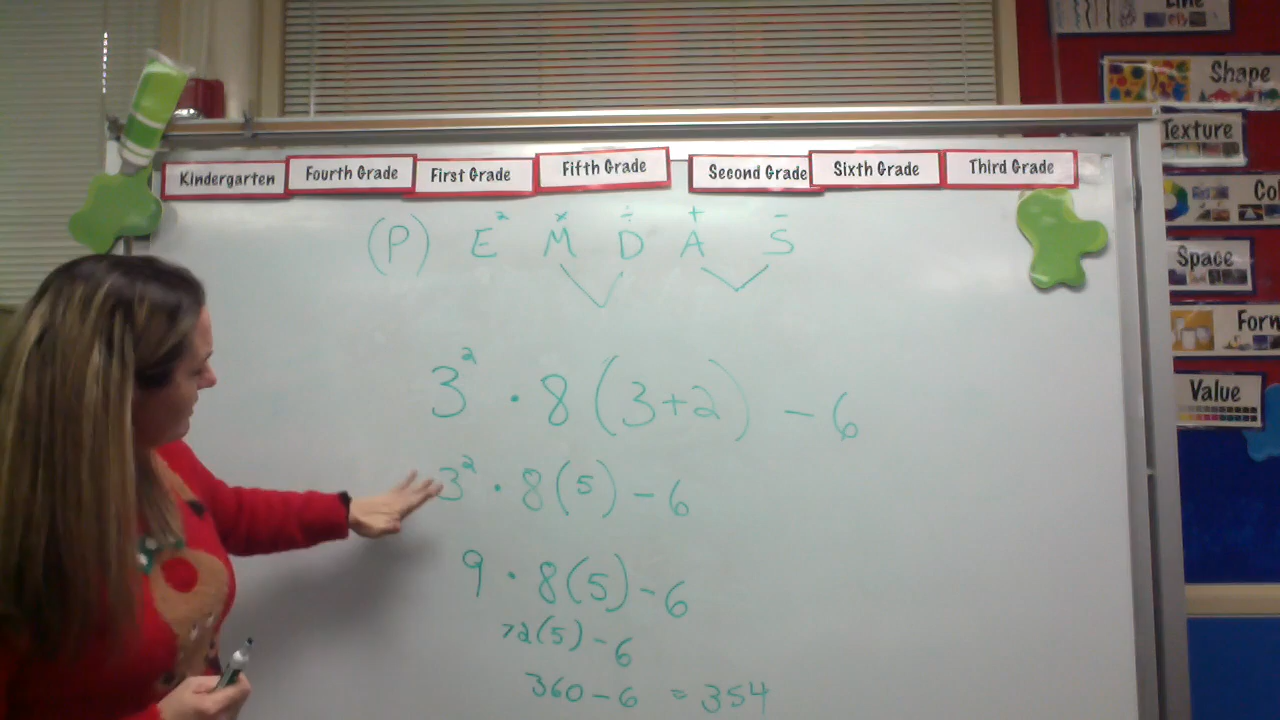 Line
Shape
Texture
Col
Space
Form
Value
Kindergarten Fourth Grade First Grade Fifth Grade Second Grade Sixth Grade Third Grade
2 × ÷ + −
(P) E M D A S
3² · 8(3+2) − 6
3² · 8(5) − 6
9 · 8(5) − 6
72(5) − 6
360 − 6 = 354